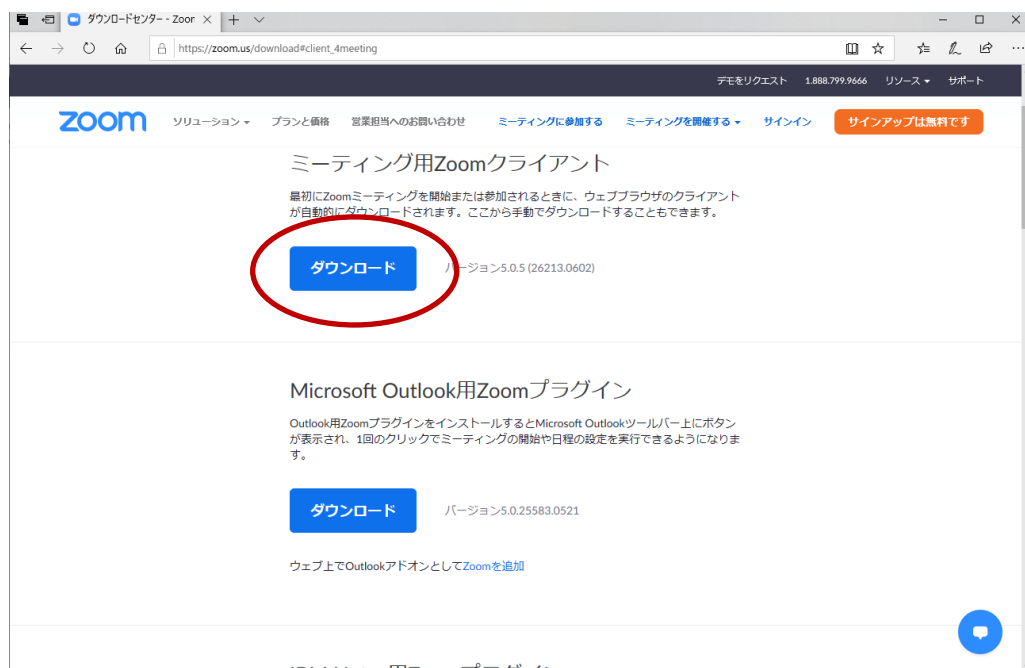 ダウンロードセンター - Zoor
https://zoom.us/download#client_4meeting
デモをリクエスト 1.888.799.9666 リソース サポート
zoom ソリューション プランと価格 営業担当へのお問い合わせ ミーティングに参加する ミーティングを開催する サインイン サインアップは無料です
ミーティング用Zoomクライアント
最初にZoomミーティングを開始または参加されるときに、ウェブブラウザのクライアント
が自動的にダウンロードされます。ここから手動でダウンロードすることもできます。
ダウンロード バージョン5.0.5 (26213.0602)
Microsoft Outlook用Zoomプラグイン
Outlook用ZoomプラグインをインストールするとMicrosoft Outlookツールバー上にボタン
が表示され、1回のクリックでミーティングの開始や日程の設定を実行できるようになりま
す。
ダウンロード バージョン5.0.25583.0521
ウェブ上でOutlookアドオンとしてZoomを追加